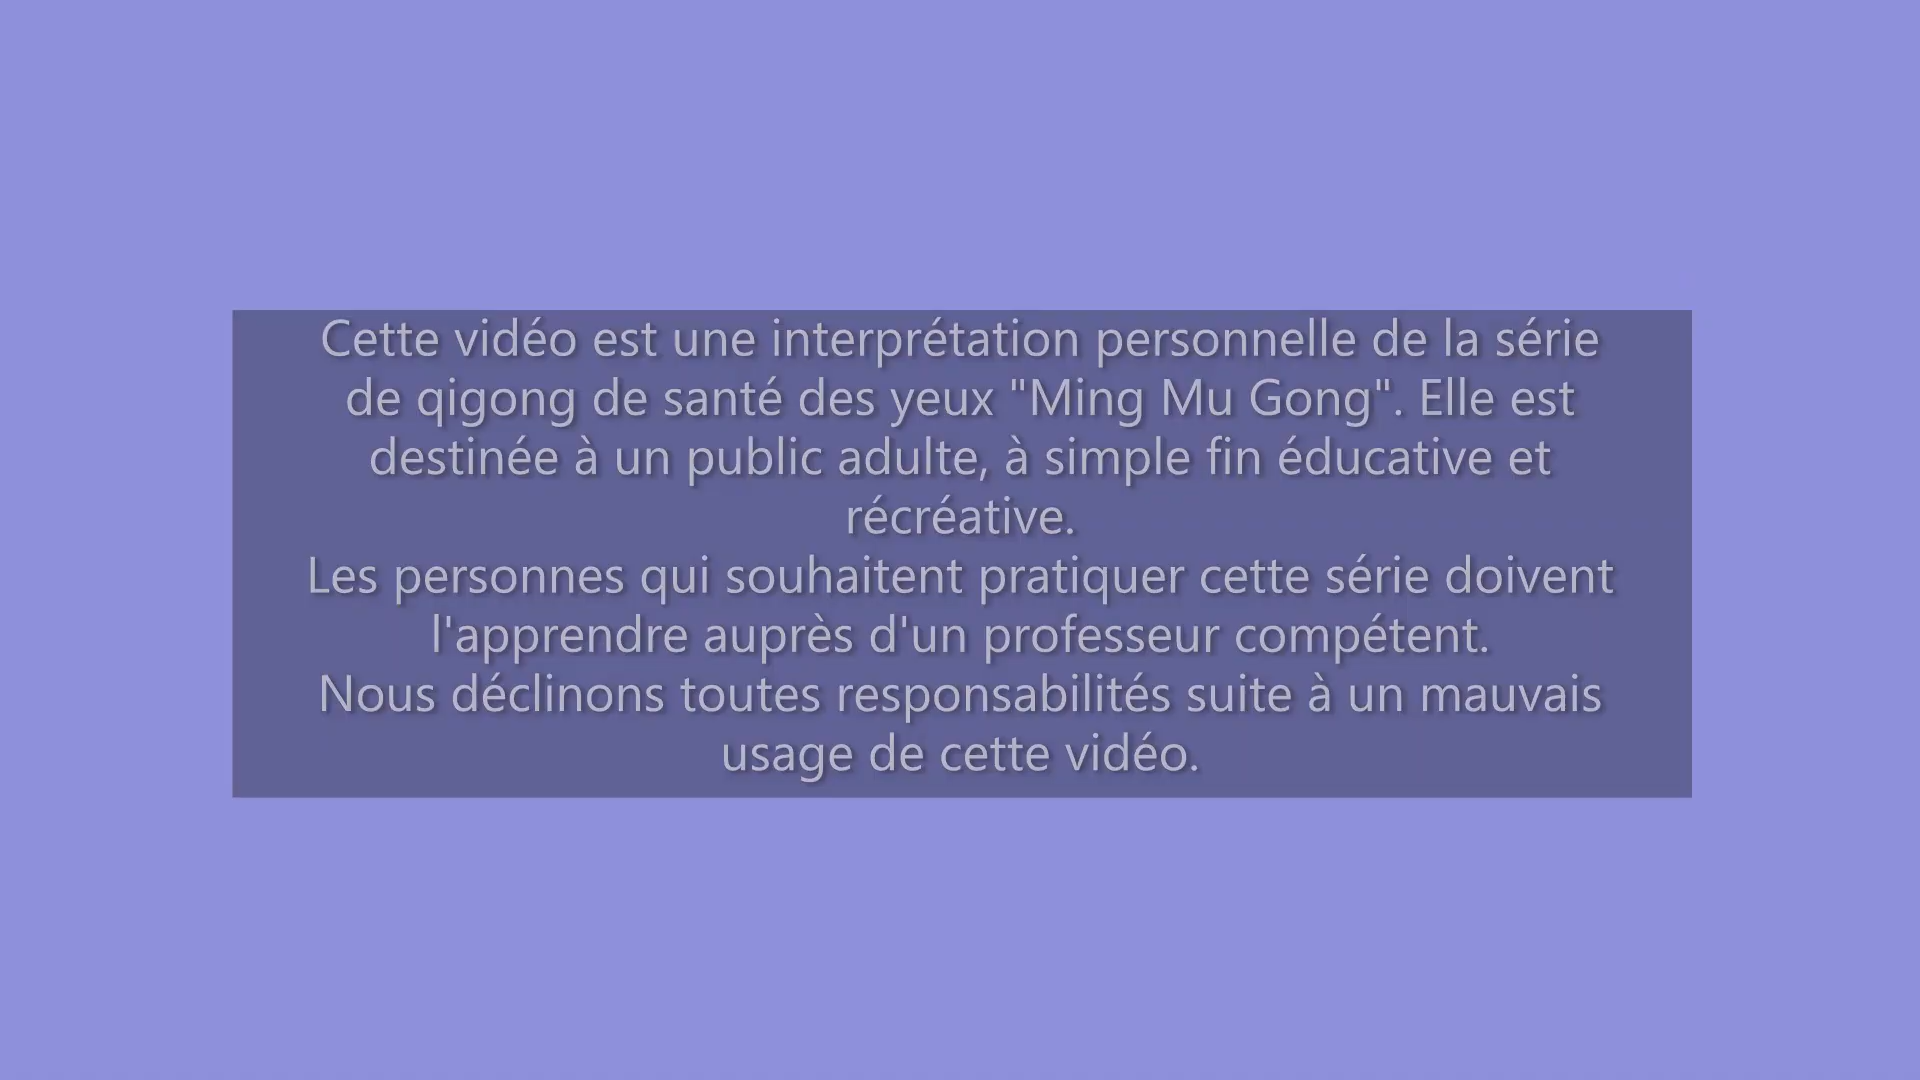 Cette vidéo est une interprétation personnelle de la série
de qigong de santé des yeux "Ming Mu Gong". Elle est
destinée à un public adulte, à simple fin éducative et
récréative.
Les personnes qui souhaitent pratiquer cette série doivent
l'apprendre auprès d'un professeur compétent.
Nous déclinons toutes responsabilités suite à un mauvais
usage de cette vidéo.